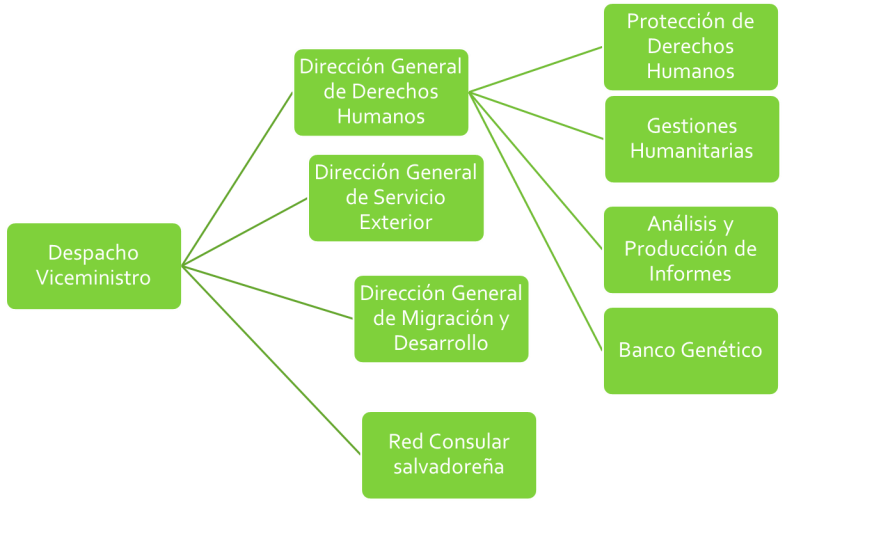 Despacho
Viceministro
Dirección General
de Derechos
Humanos
Dirección General
de Servicio
Exterior
Dirección General
de Migración y
Desarrollo
Red Consular
salvadoreña
Protección de
Derechos
Humanos
Gestiones
Humanitarias
Análisis y
Producción de
Informes
Banco Genético